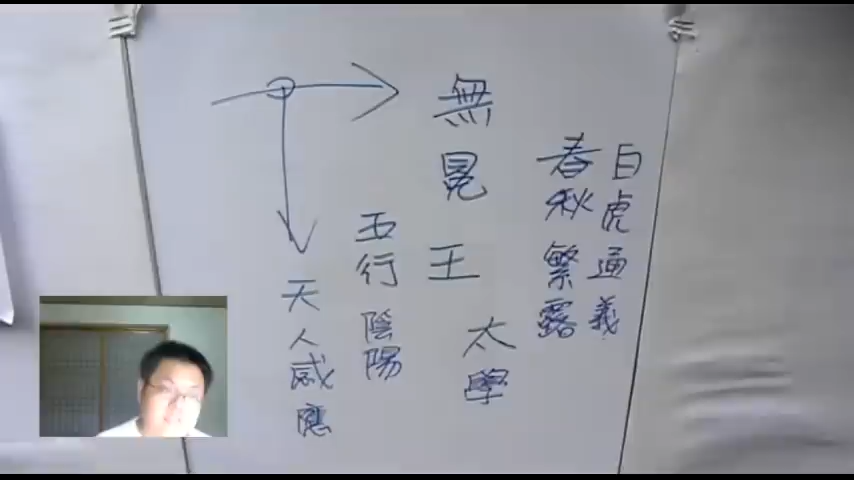 白虎通義
春秋繁露
無冕王
太學
五行陰陽
天人感應